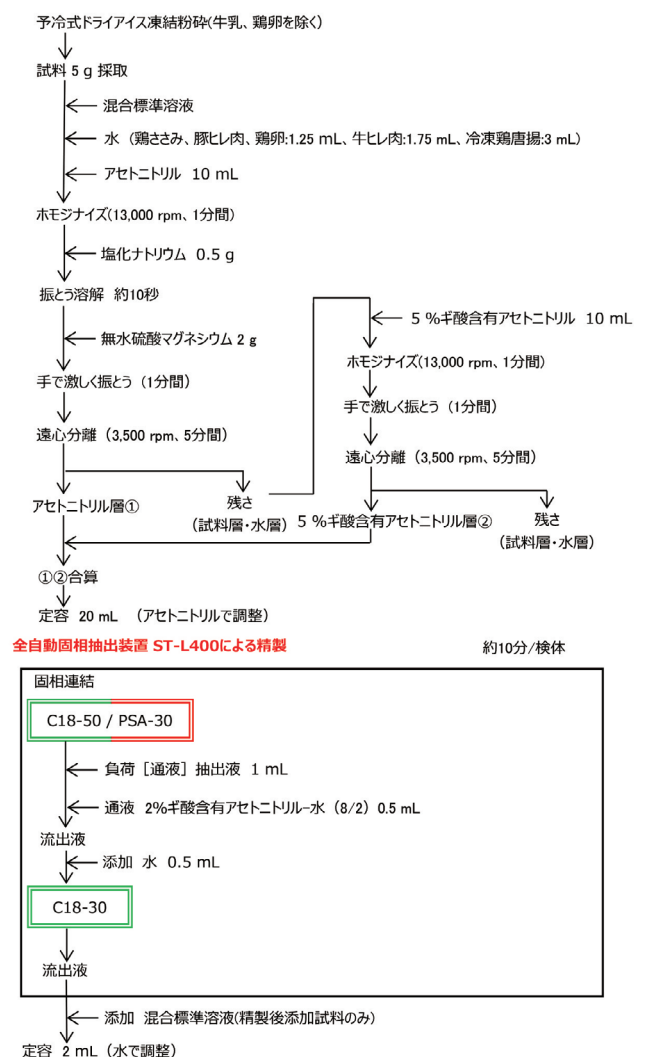 予冷式ドライアイス凍結粉砕(牛乳、鶏卵を除く)
試料 5 g 採取
混合標準溶液
水（鶏ささみ、豚ヒレ肉、鶏卵:1.25 mL、牛ヒレ肉:1.75 mL、冷凍鶏唐揚:3 mL）
アセトニトリル 10 mL
ホモジナイズ(13,000 rpm、1分間)
塩化ナトリウム 0.5 g
振とう溶解 約10秒
無水硫酸マグネシウム 2 g
手で激しく振とう（1分間）
遠心分離（3,500 rpm、5分間）
アセトニトリル層①
残さ
（試料層・水層）
5 %ギ酸含有アセトニトリル 10 mL
ホモジナイズ(13,000 rpm、1分間)
手で激しく振とう（1分間）
遠心分離（3,500 rpm、5分間）
5 %ギ酸含有アセトニトリル層②
残さ
（試料層・水層）
①②合算
定容 20 mL （アセトニトリルで調整）
全自動固相抽出装置 ST-L400による精製
約10分/検体
固相連結
C18-50 / PSA-30
負荷［通液］抽出液 1 mL
通液 2%ギ酸含有アセトニトリル-水（8/2）0.5 mL
流出液
添加 水 0.5 mL
C18-30
流出液
添加 混合標準溶液(精製後添加試料のみ)
定容 2 mL（水で調整）